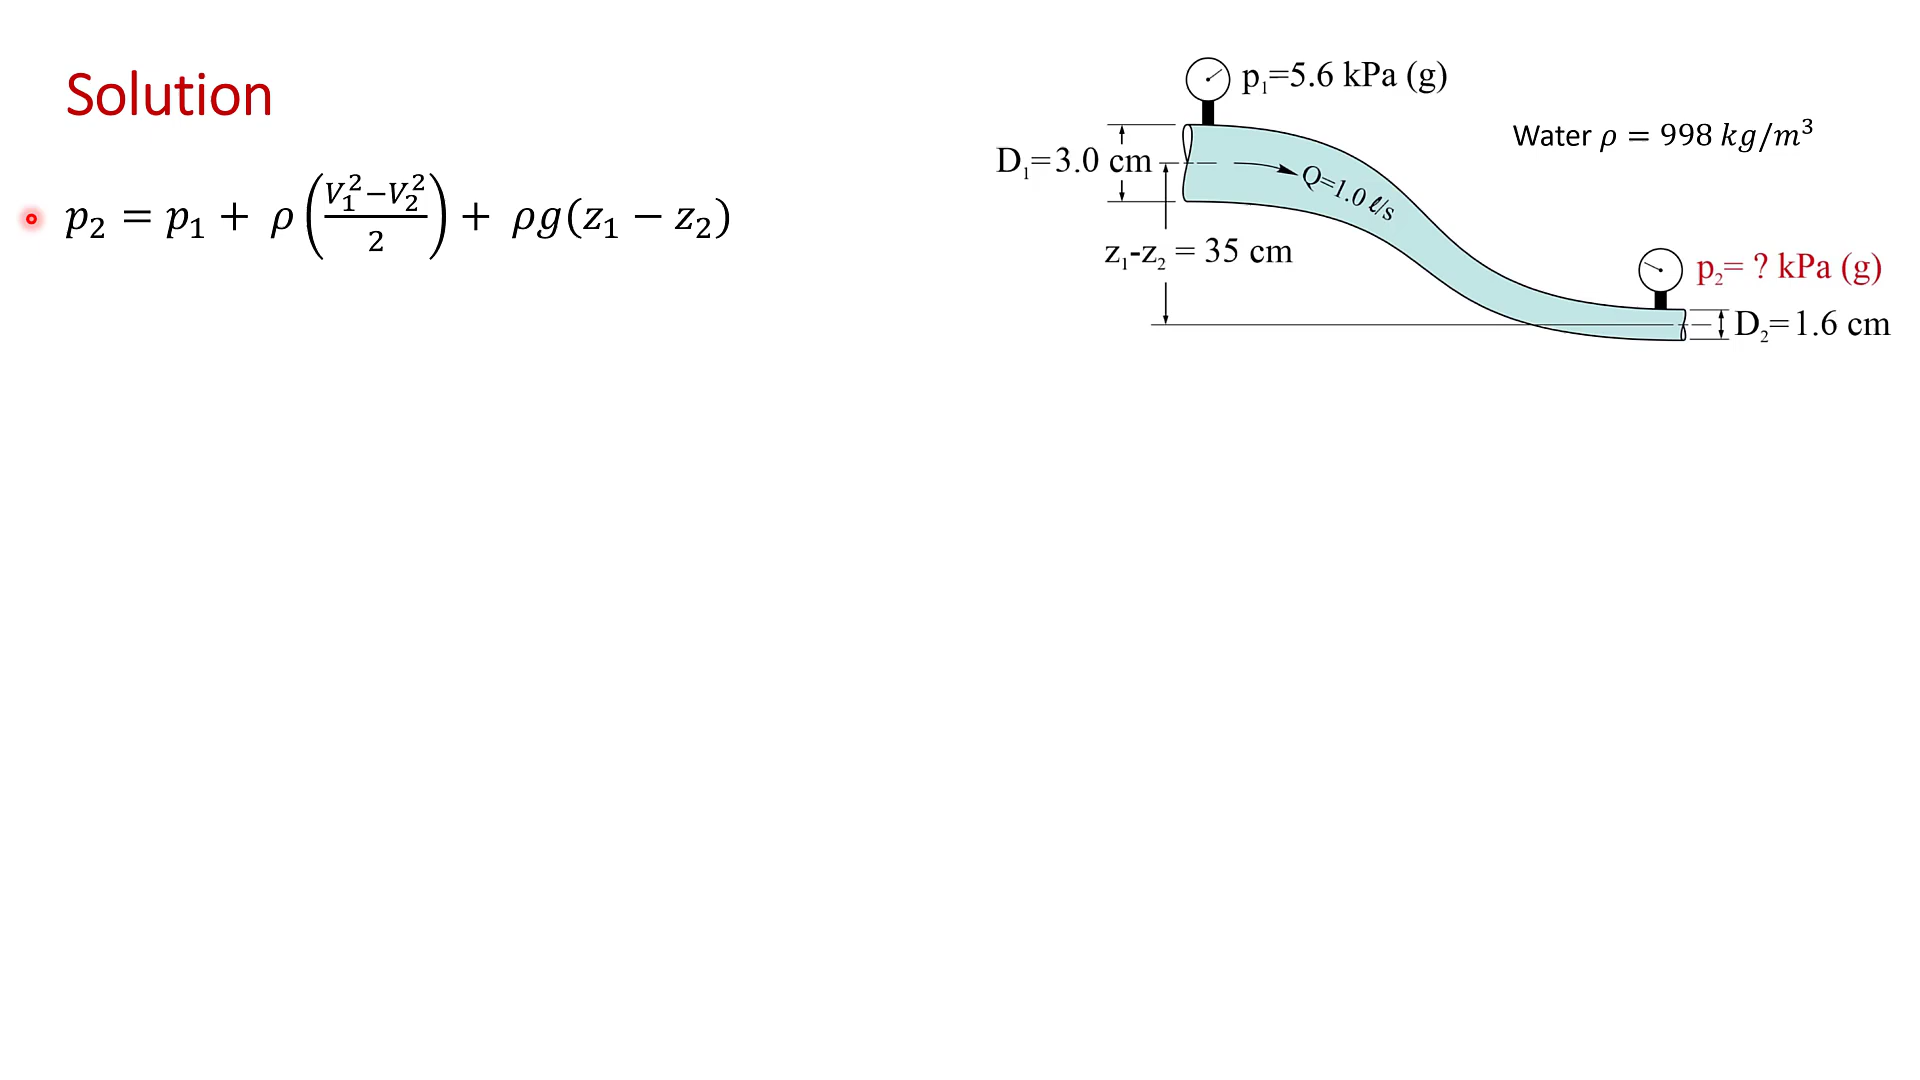 Solution
p₂ = p₁ + ρ((V₁²−V₂²)/2) + ρg(z₁ − z₂)
p₁=5.6 kPa (g)
Water ρ = 998 kg/m³
D₁=3.0 cm
Q=1.0 ℓ/s
z₁-z₂ = 35 cm
p₂= ? kPa (g)
D₂=1.6 cm